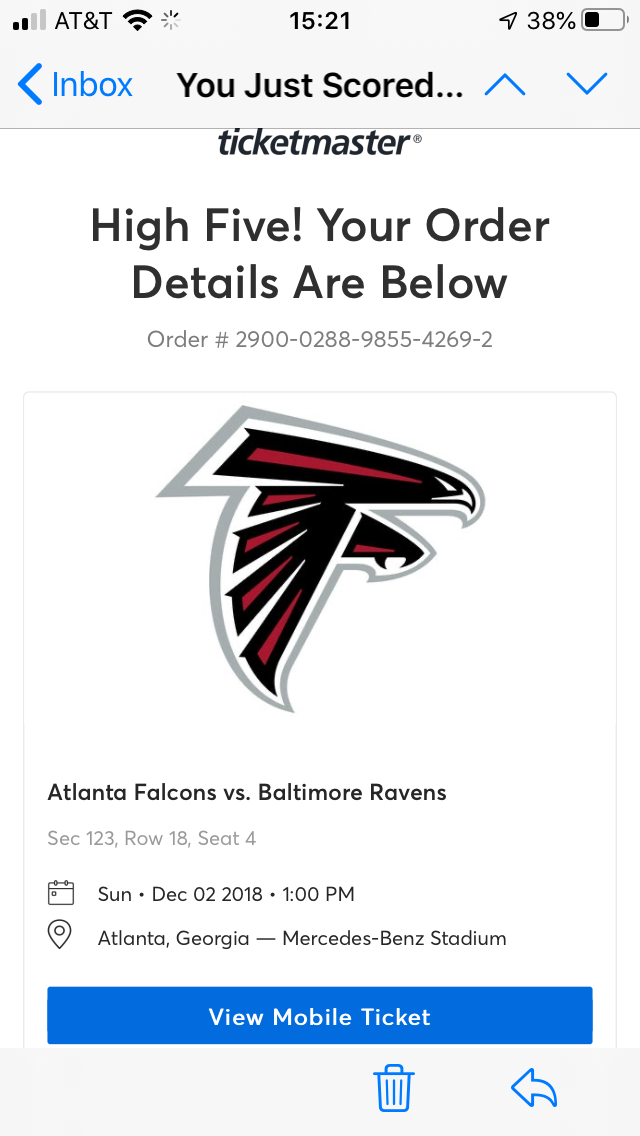 AT&T 15:21 38%
Inbox You Just Scored...
ticketmaster®
High Five! Your Order
Details Are Below
Order # 2900-0288-9855-4269-2
Atlanta Falcons vs. Baltimore Ravens
Sec 123, Row 18, Seat 4
Sun • Dec 02 2018 • 1:00 PM
Atlanta, Georgia — Mercedes-Benz Stadium
View Mobile Ticket